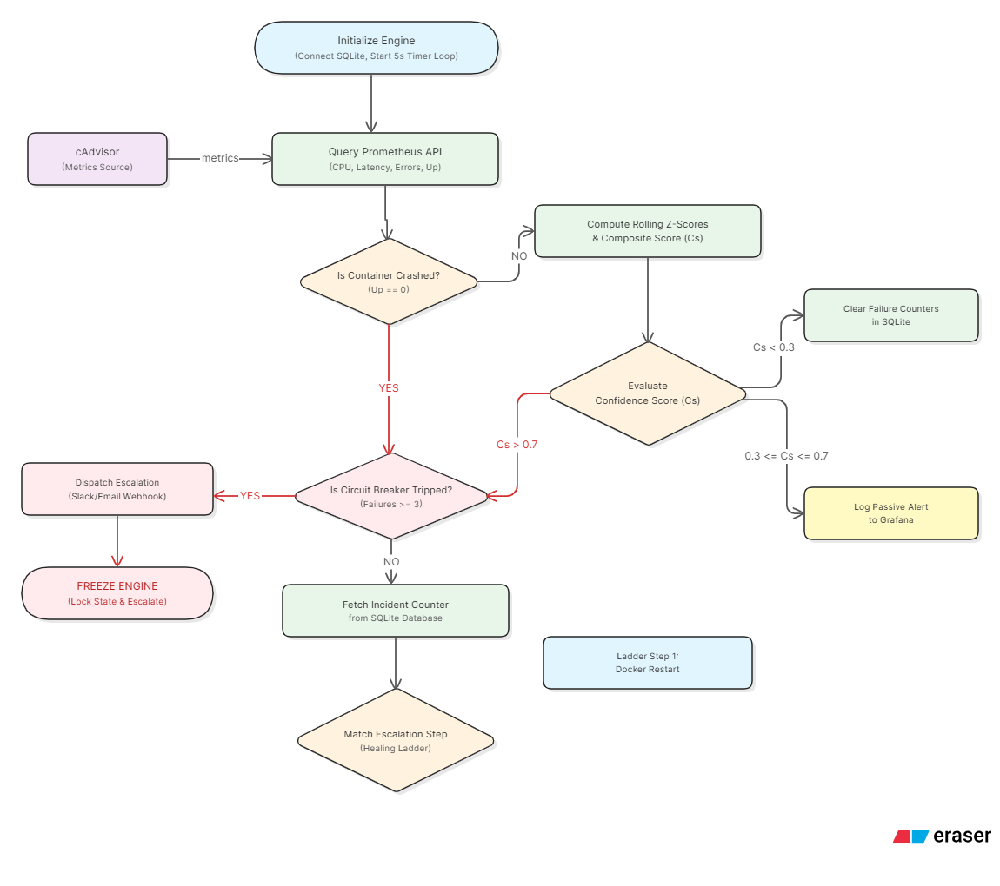 Initialize Engine
(Connect SQLite, Start 5s Timer Loop)
cAdvisor
(Metrics Source)
metrics
Query Prometheus API
(CPU, Latency, Errors, Up)
Is Container Crashed?
(Up == 0)
NO
Compute Rolling Z-Scores
& Composite Score (Cs)
Clear Failure Counters
in SQLite
Cs < 0.3
Evaluate
Confidence Score (Cs)
YES
Cs > 0.7
0.3 <= Cs <= 0.7
Dispatch Escalation
(Slack/Email Webhook)
YES
Is Circuit Breaker Tripped?
(Failures >= 3)
Log Passive Alert
to Grafana
NO
FREEZE ENGINE
(Lock State & Escalate)
Fetch Incident Counter
from SQLite Database
Ladder Step 1:
Docker Restart
Match Escalation Step
(Healing Ladder)
eraser